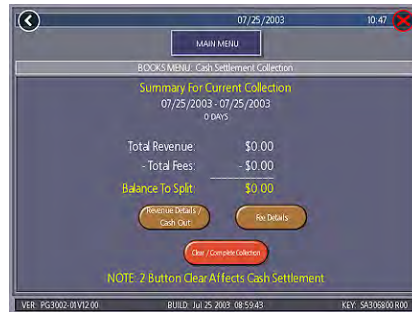 07/25/2003 10:47
MAIN MENU
BOOKS MENU: Cash Settlement Collection
Summary For Current Collection
07/25/2003 - 07/25/2003
0 DAYS
Total Revenue: $0.00
- Total Fees: - $0.00
Balance To Split: $0.00
Revenue Details / Cash Out
Fee Details
Clear / Complete Collection
NOTE: 2 Button Clear Affects Cash Settlement
VER: PG3002-01V12.00 BUILD: Jul 25 2003 08:59:43 KEY: SA306800 R00